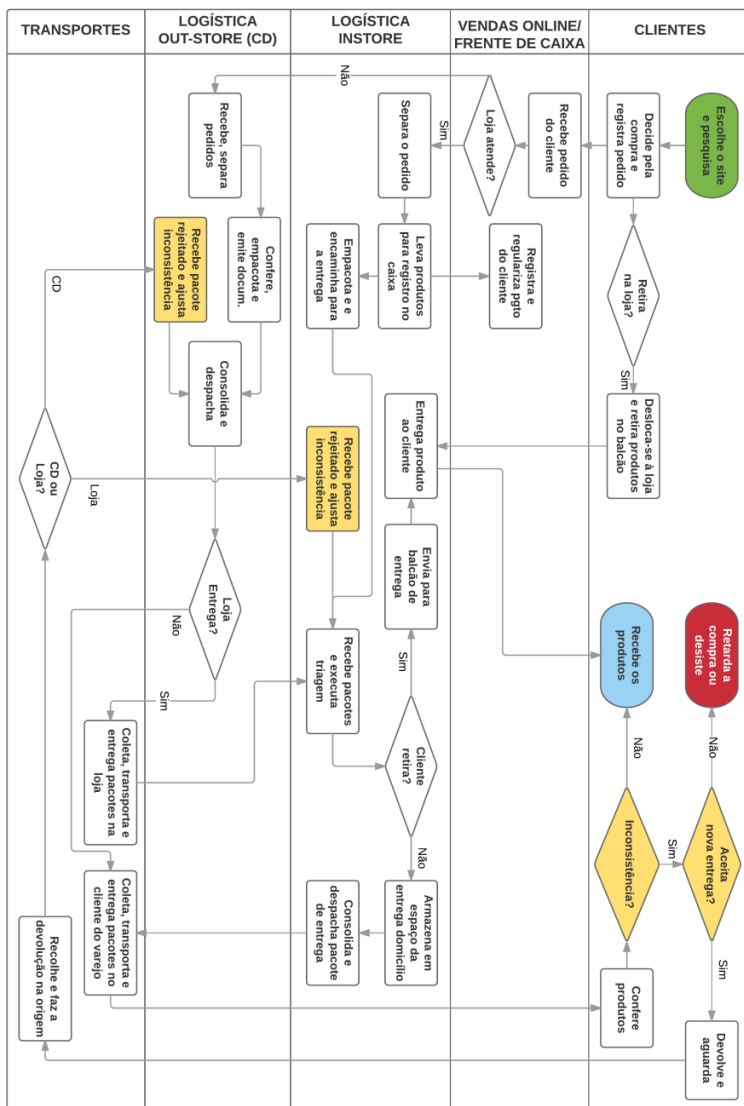 TRANSPORTES
LOGÍSTICA
OUT-STORE (CD)
LOGÍSTICA
INSTORE
VENDAS ONLINE/
FRENTE DE CAIXA
CLIENTES
Escolhe o site
e pesquisa
Decide pela
compra e
registra pedido
Retira
na loja?
Sim
Desloca-se à loja
e retira produtos
no balcão
Retarda a
compra ou
desiste
Recebe os
produtos
Não
Não
Aceita
nova entrega?
Sim
Inconsistência?
Sim
Confere
produtos
Devolve e
aguarda
Recebe pedido
do cliente
Loja atende?
Não
Sim
Registra e
regulariza pgto
do cliente
Separa o pedido
Leva produtos
para registro no
caixa
Empacota e e
encaminha para
a entrega
Entrega produto
ao cliente
Recebe pacote
rejeitado e ajusta
inconsistência
Envia para
balcão de
entrega
Sim
Recebe pacotes
e executa
triagem
Cliente
retira?
Não
Armazena em
espaço da
entrega domicílio
Consolida e
despacha pacote
de entrega
Recebe, separa
pedidos
Confere,
empacota e
emite docum.
Recebe pacote
rejeitado e ajusta
inconsistência
Consolida e
despacha
Loja
Entrega?
Não
Sim
CD
CD ou
Loja?
Loja
Coleta, transporta e
entrega pacotes na
loja
Coleta, transporta e
entrega pacotes no
cliente do varejo
Recolhe e faz a
devolução na origem